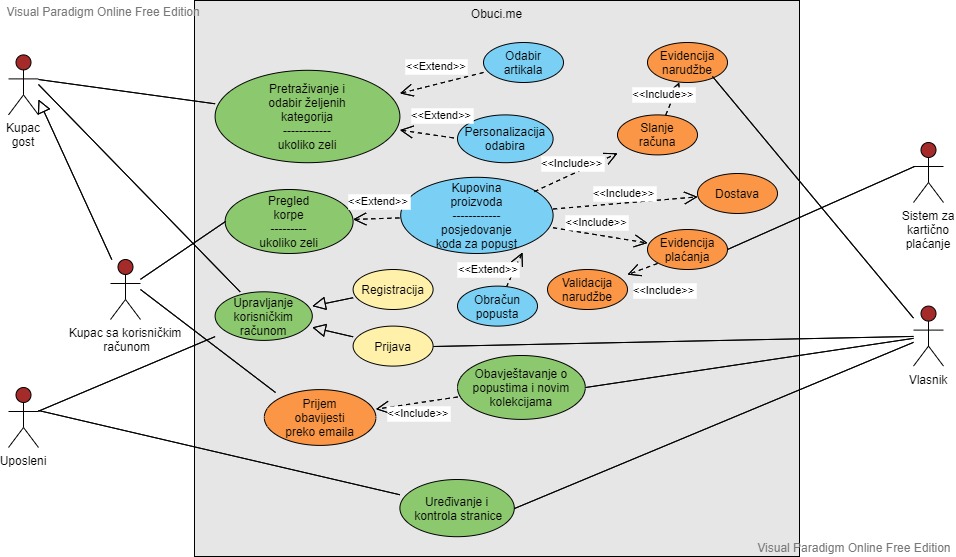 Visual Paradigm Online Free Edition
Obuci.me
Kupac
gost
Kupac sa korisničkim
računom
Uposleni
Pretraživanje i
odabir željenih
kategorija
------------
ukoliko zeli
<<Extend>>
Odabir
artikala
<<Extend>>
Personalizacija
odabira
Evidencija
narudžbe
<<Include>>
Slanje
računa
<<Include>>
Pregled
korpe
---------
ukoliko zeli
<<Extend>>
Kupovina
proizvoda
------------
posjedovanje
koda za popust
<<Include>>
Dostava
<<Include>>
Evidencija
plaćanja
<<Include>>
Validacija
narudžbe
<<Extend>>
Obračun
popusta
Upravljanje
korisničkim
računom
Registracija
Prijava
Obavještavanje o
popustima i novim
kolekcijama
<<Include>>
Prijem
obavijesti
preko emaila
Uređivanje i
kontrola stranice
Sistem za
kartično
plaćanje
Vlasnik
Visual Paradigm Online Free Edition